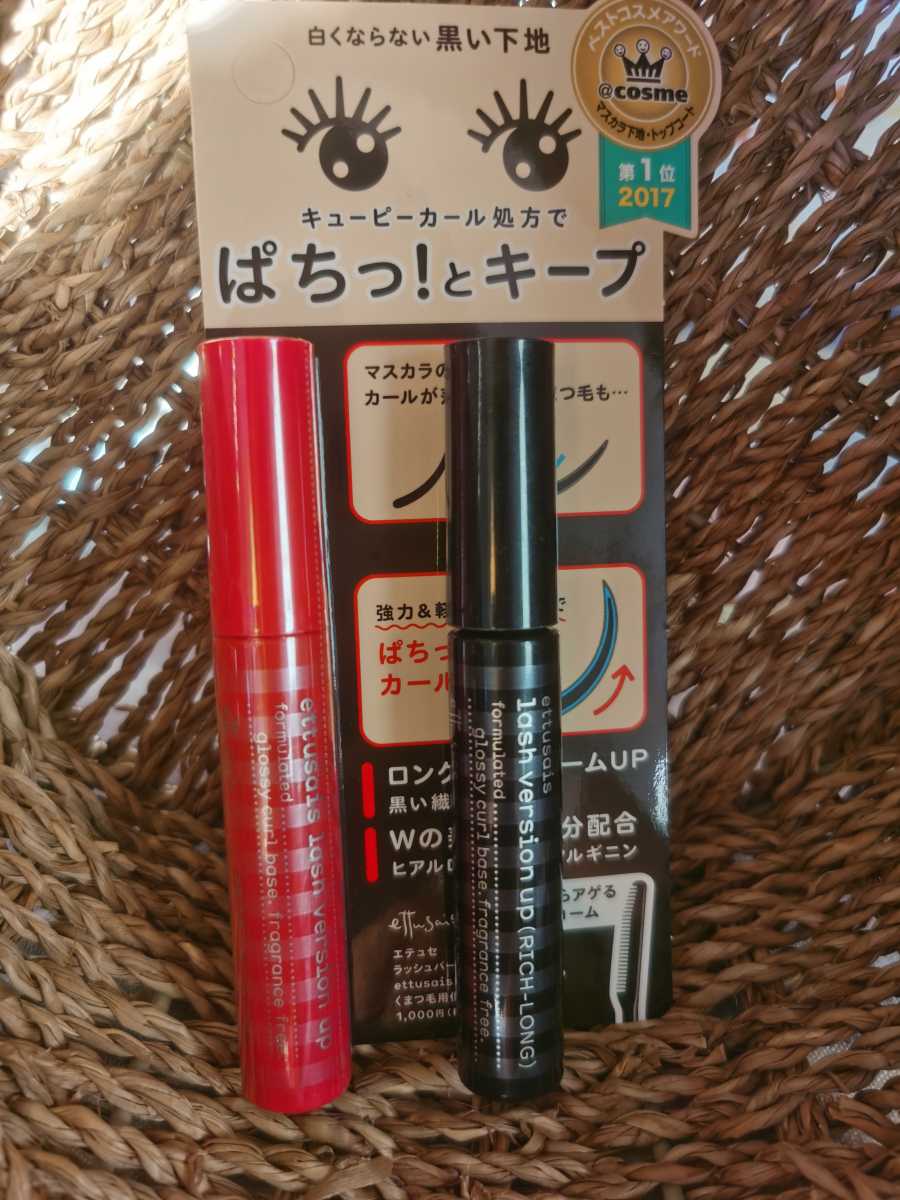 白くならない黒い下地
ベストコスメアワード
@cosme
マスカラ下地・トップコート
第1位
2017
キューピーカール処方で
ぱちっ!とキープ
マスカラの
カールが
つ毛も…
強力&軽
で
ぱちっ
カール
ロング
ームUP
黒い繊
Wの
分配合
ヒアルロ
ルギニン
らアゲる
コーム
ettusais
エテュセ
ラッシュバー
ettusais
くまつ毛用化
1,000円
ettusais lash version up
formulated
glossy curl base. fragrance free.
ettusais
lash version up (RICH-LONG)
formulated
glossy curl base. fragrance free.